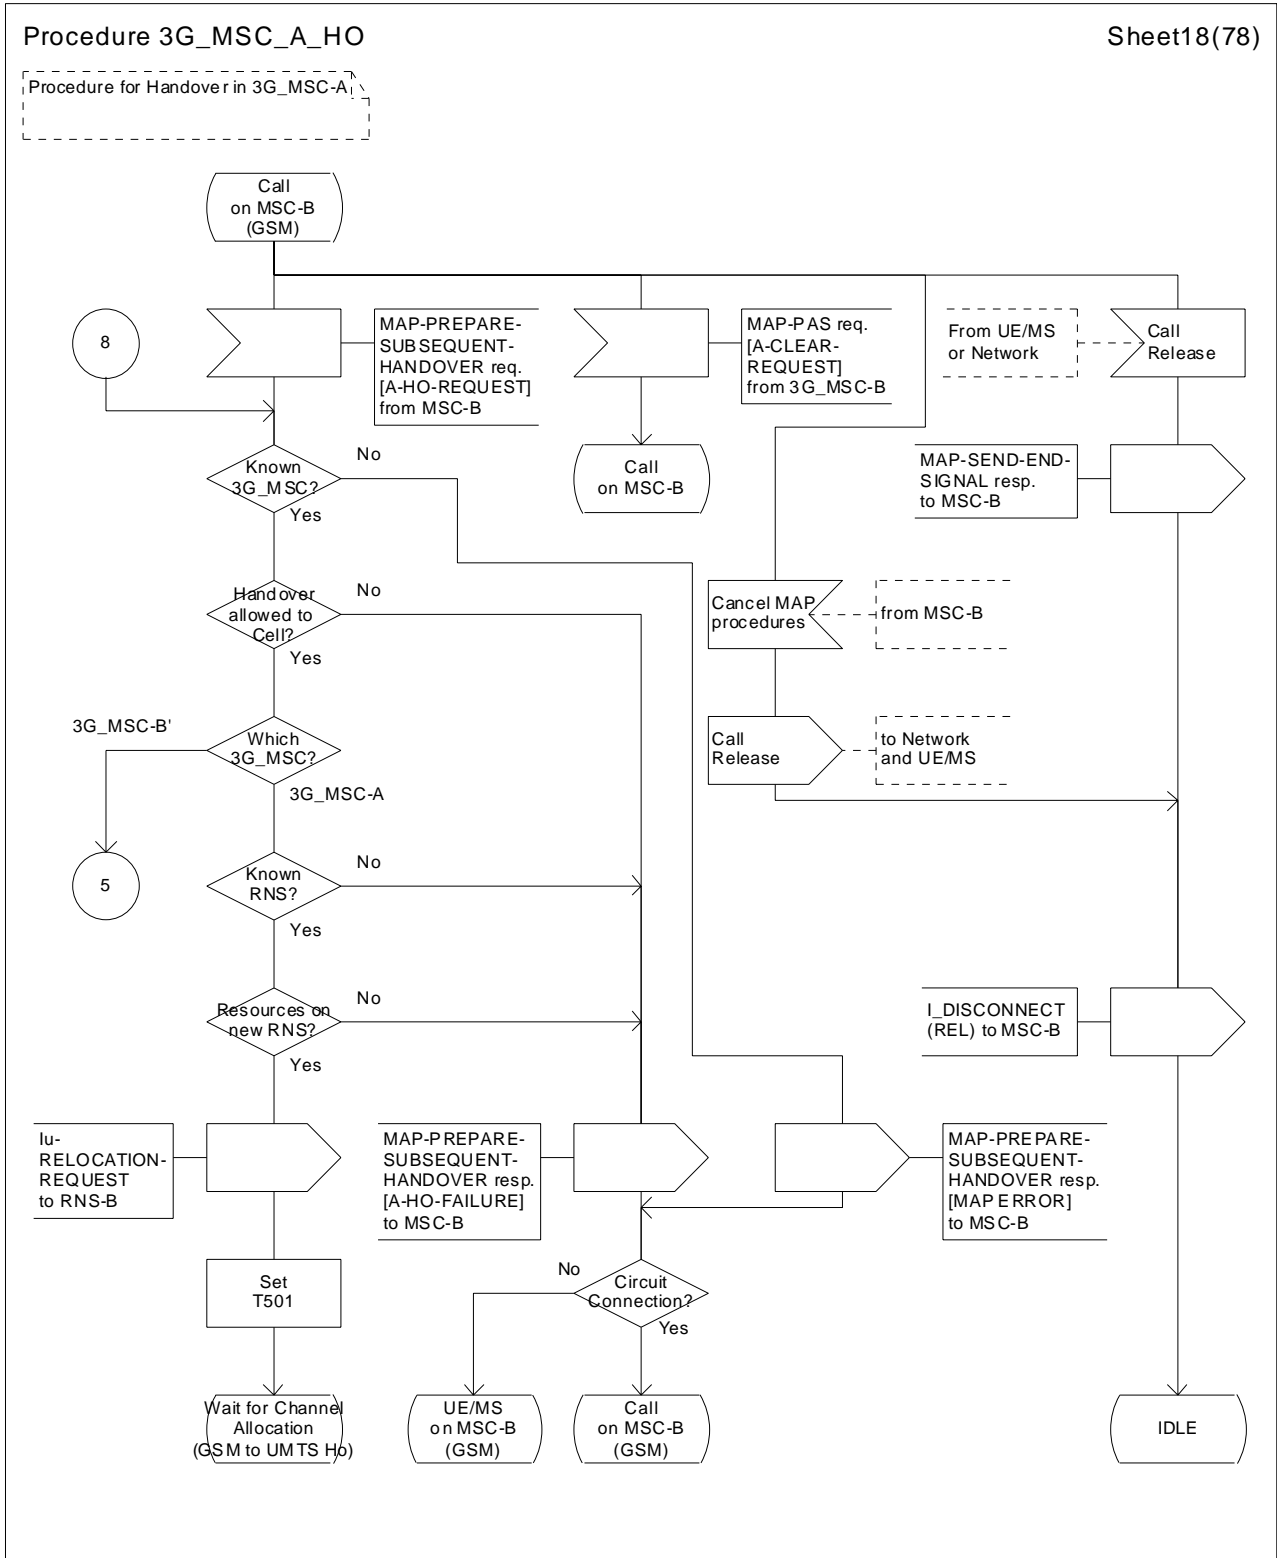 Procedure 3G_MSC_A_HO
Sheet18(78)
Procedure for Handover in 3G_MSC-A
Call
on MSC-B
(GSM)
8
MAP-PREPARE-
SUBSEQUENT-
HANDOVER req.
[A-HO-REQUEST]
from MSC-B
MAP-PAS req.
[A-CLEAR-
REQUEST]
from 3G_MSC-B
From UE/MS
or Network
Call
Release
Known
3G_MSC?
No
Yes
Call
on MSC-B
MAP-SEND-END-
SIGNAL resp.
to MSC-B
Handover
allowed to
Cell?
No
Yes
Cancel MAP
procedures
from MSC-B
3G_MSC-B'
Which
3G_MSC?
3G_MSC-A
Call
Release
to Network
and UE/MS
5
Known
RNS?
No
Yes
Resources on
new RNS?
No
Yes
I_DISCONNECT
(REL) to MSC-B
Iu-
RELOCATION-
REQUEST
to RNS-B
MAP-PREPARE-
SUBSEQUENT-
HANDOVER resp.
[A-HO-FAILURE]
to MSC-B
MAP-PREPARE-
SUBSEQUENT-
HANDOVER resp.
[MAP ERROR]
to MSC-B
Set
T501
No
Circuit
Connection?
Yes
Wait for Channel
Allocation
(GSM to UMTS Ho)
UE/MS
on MSC-B
(GSM)
Call
on MSC-B
(GSM)
IDLE